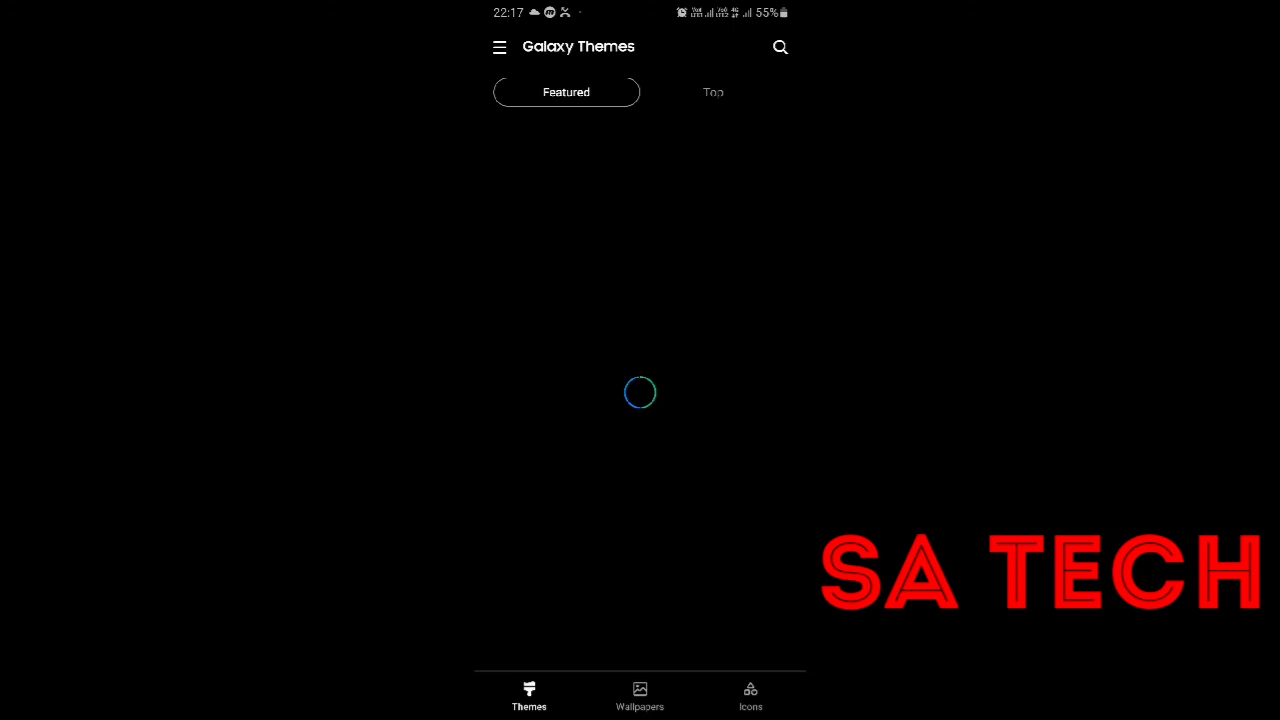 22:17 55%
Galaxy Themes
Featured Top
SA TECH
Themes Wallpapers Icons